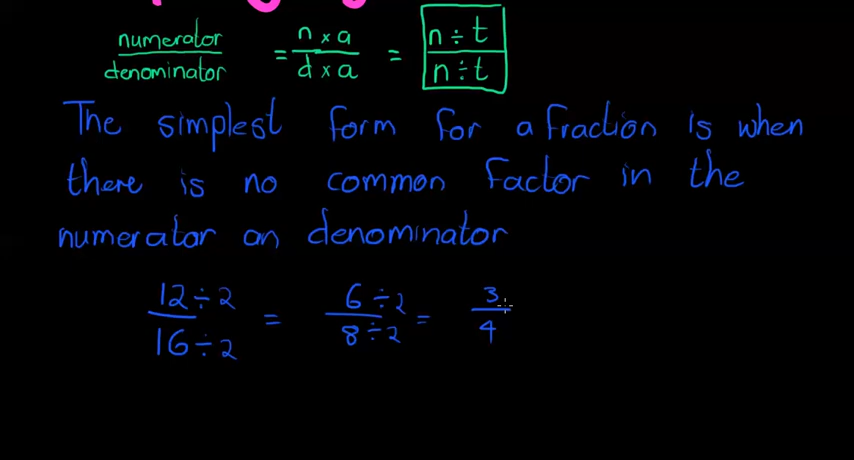 numerator/denominator = n × a/d × a = n ÷ t/n ÷ t
The simplest form for a fraction is when
there is no common factor in the
numerator an denominator
12 ÷ 2/16 ÷ 2 = 6 ÷ 2/8 ÷ 2 = 3/4